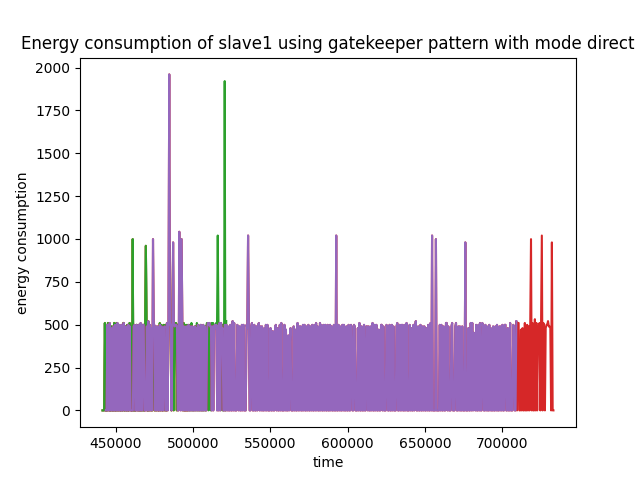 Energy consumption of slave1 using gatekeeper pattern with mode direct
2000
1750
1500
1250
1000
750
500
250
0
energy consumption
450000 500000 550000 600000 650000 700000
time